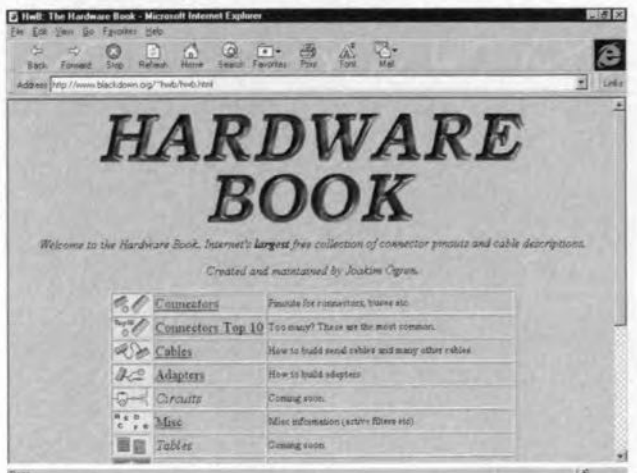 HwB: The Hardware Book - Microsoft Internet Explorer
File Edit View Go Favorites Help
Back Forward Stop Refresh Home Search Favorites Print Font Mail
Address http://www.blackdown.org/~hwb/hwb.html Links
HARDWARE
BOOK
Welcome to the Hardware Book, Internet's largest free collection of connector pinouts and cable descriptions.
Created and maintained by Joakim Ögren.
Connectors Pinouts for connectors, buses etc.
Top 10 Connectors Top 10 Too many? These are the most common.
Cables How to build serial cables and many other cables.
Adapters How to build adapters.
Circuits Coming soon.
Misc Misc information (active filters etc)
Tables Coming soon.